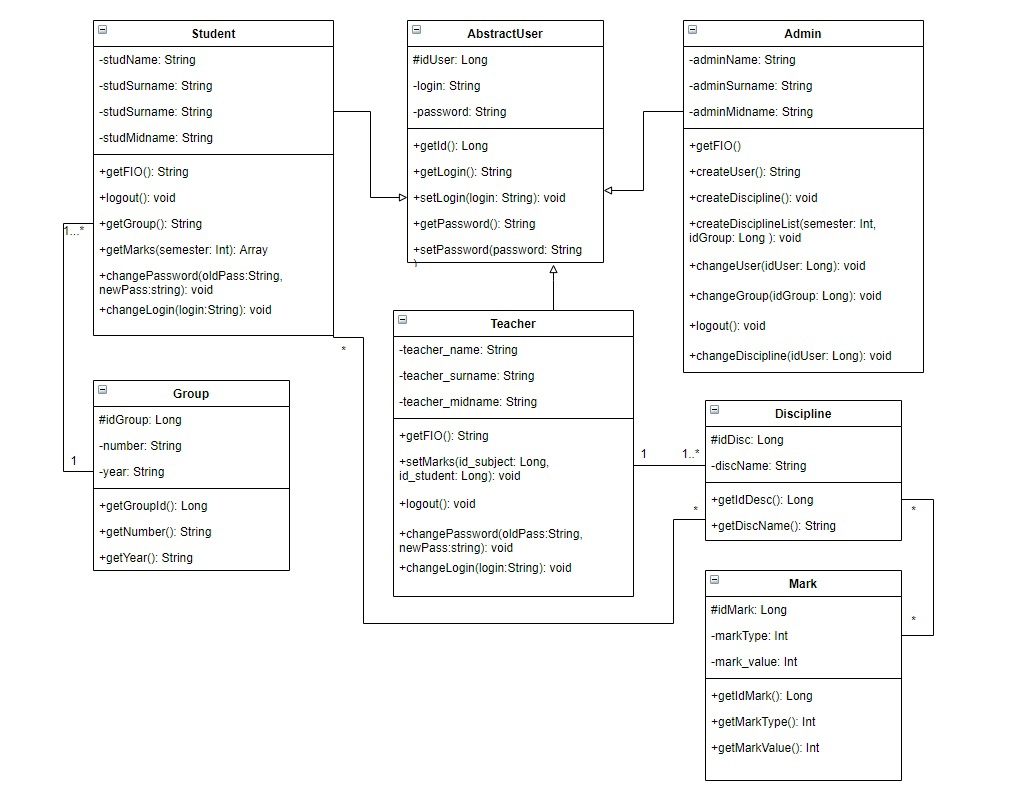 Student
-studName: String
-studSurname: String
-studSurname: String
-studMidname: String
+getFIO(): String
+logout(): void
+getGroup(): String
+getMarks(semester: Int): Array
+changePassword(oldPass:String,
newPass:string): void
+changeLogin(login:String): void
AbstractUser
#idUser: Long
-login: String
-password: String
+getId(): Long
+getLogin(): String
+setLogin(login: String): void
+getPassword(): String
+setPassword(password: String
)
Admin
-adminName: String
-adminSurname: String
-adminMidname: String
+getFIO()
+createUser(): String
+createDiscipline(): void
+createDisciplineList(semester: Int,
idGroup: Long ): void
+changeUser(idUser: Long): void
+changeGroup(idGroup: Long): void
+logout(): void
+changeDiscipline(idUser: Long): void
1...*
*
1
Group
#idGroup: Long
-number: String
-year: String
+getGroupId(): Long
+getNumber(): String
+getYear(): String
Teacher
-teacher_name: String
-teacher_surname: String
-teacher_midname: String
+getFIO(): String
+setMarks(id_subject: Long,
id_student: Long): void
+logout(): void
+changePassword(oldPass:String,
newPass:string): void
+changeLogin(login:String): void
1
1..*
*
Discipline
#idDisc: Long
-discName: String
+getIdDesc(): Long
+getDiscName(): String
*
*
Mark
#idMark: Long
-markType: Int
-mark_value: Int
+getIdMark(): Long
+getMarkType(): Int
+getMarkValue(): Int